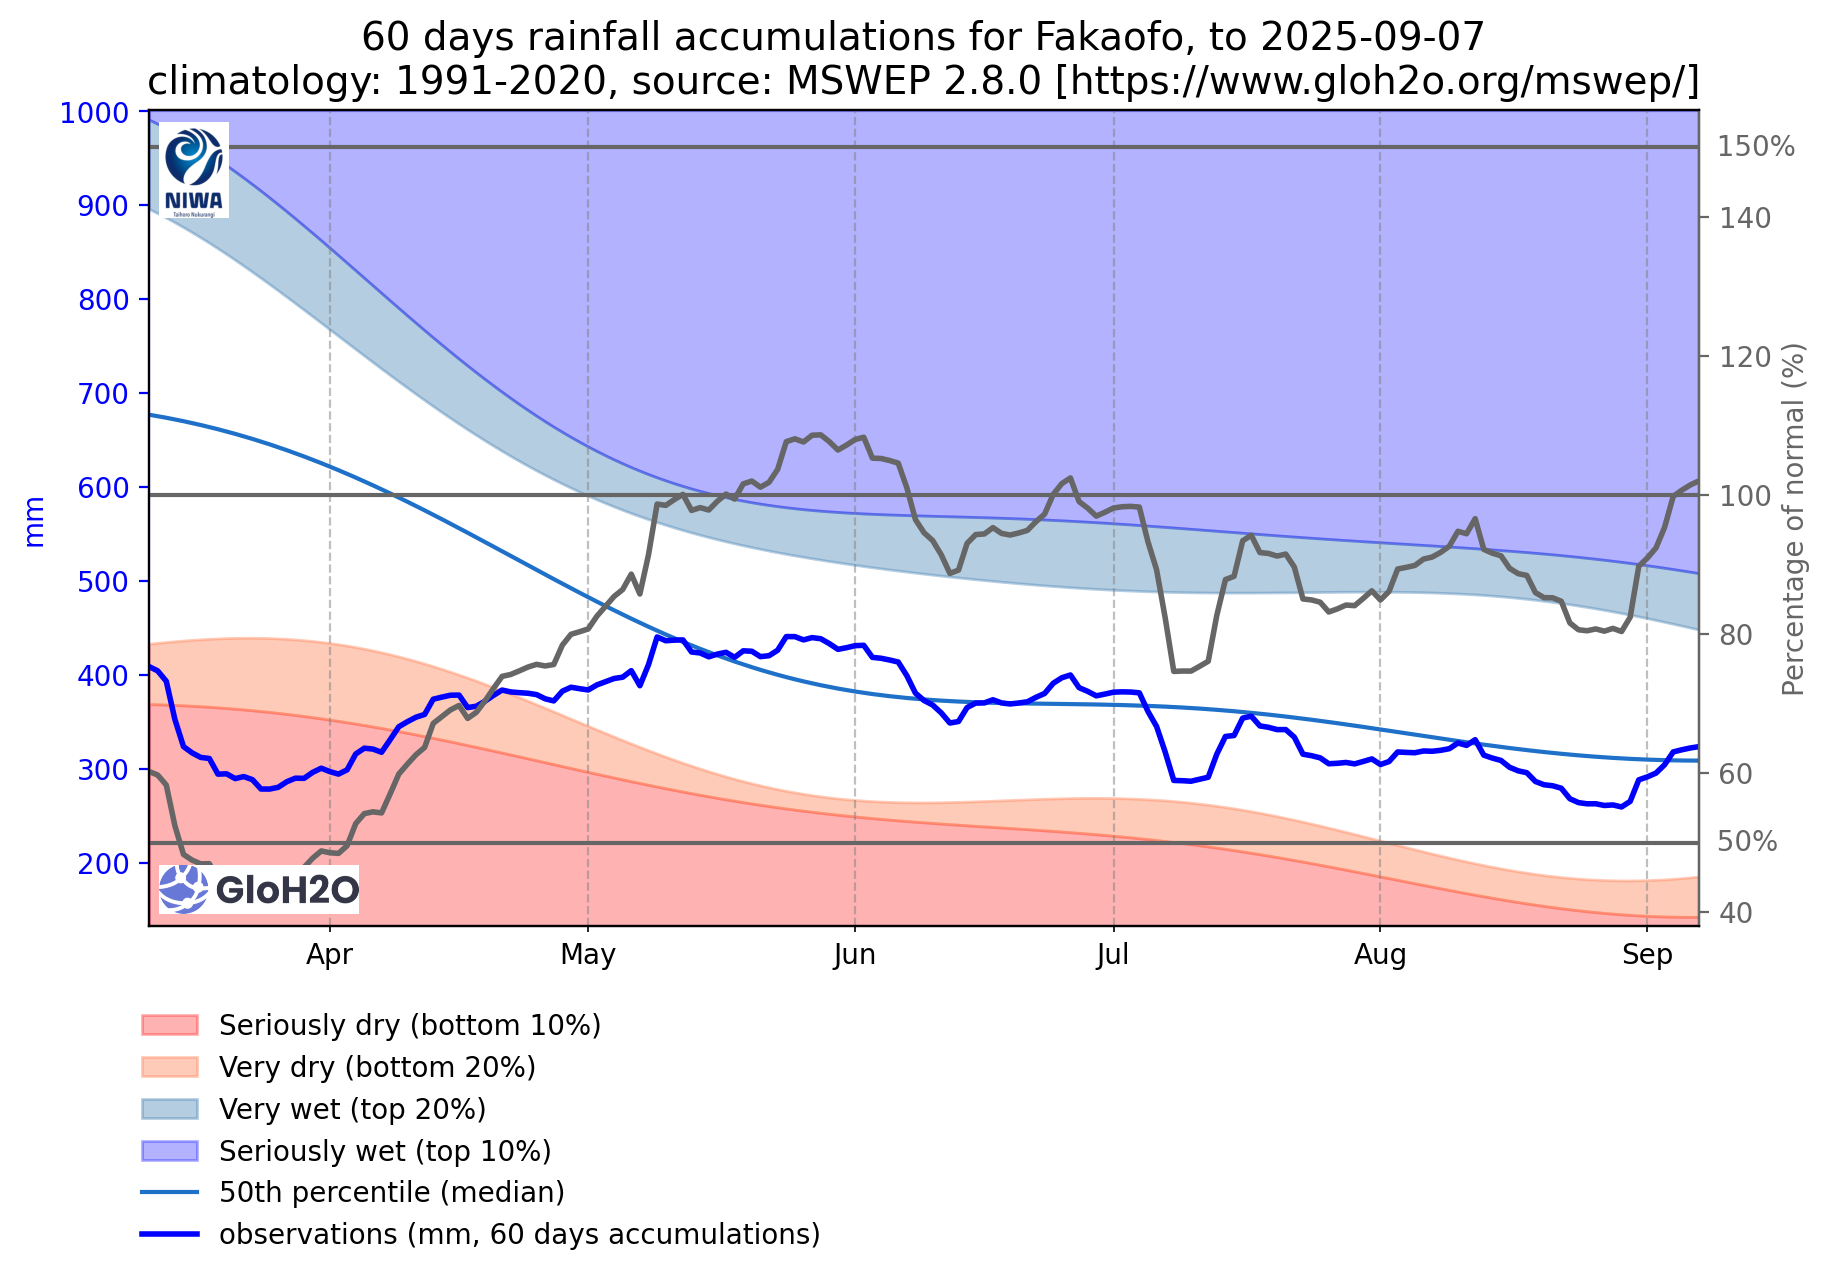 60 days rainfall accumulations for Fakaofo, to 2025-09-07
climatology: 1991-2020, source: MSWEP 2.8.0 [https://www.gloh2o.org/mswep/]
1000
900
800
700
600
500
400
300
200
mm
150%
140
120
100
80
60
50%
40
Percentage of normal (%)
NIWA
Taihoro Nukurangi
GloH2O
Apr
May
Jun
Jul
Aug
Sep
Seriously dry (bottom 10%)
Very dry (bottom 20%)
Very wet (top 20%)
Seriously wet (top 10%)
50th percentile (median)
observations (mm, 60 days accumulations)